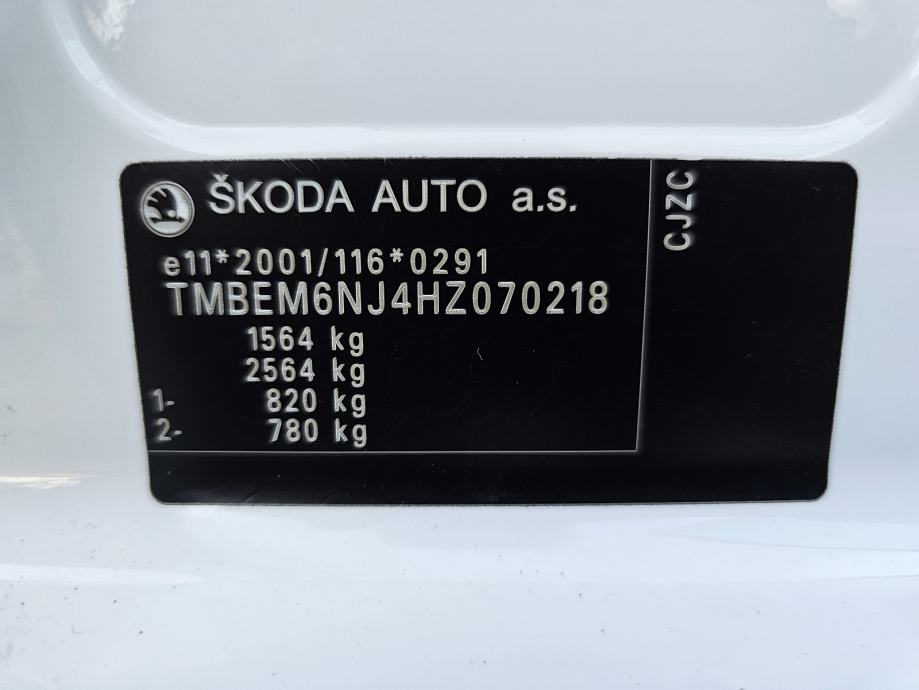 ŠKODA AUTO a.s.
e11*2001/116*0291
TMBEM6NJ4HZ070218
1564 kg
2564 kg
1- 820 kg
2- 780 kg
CJZC